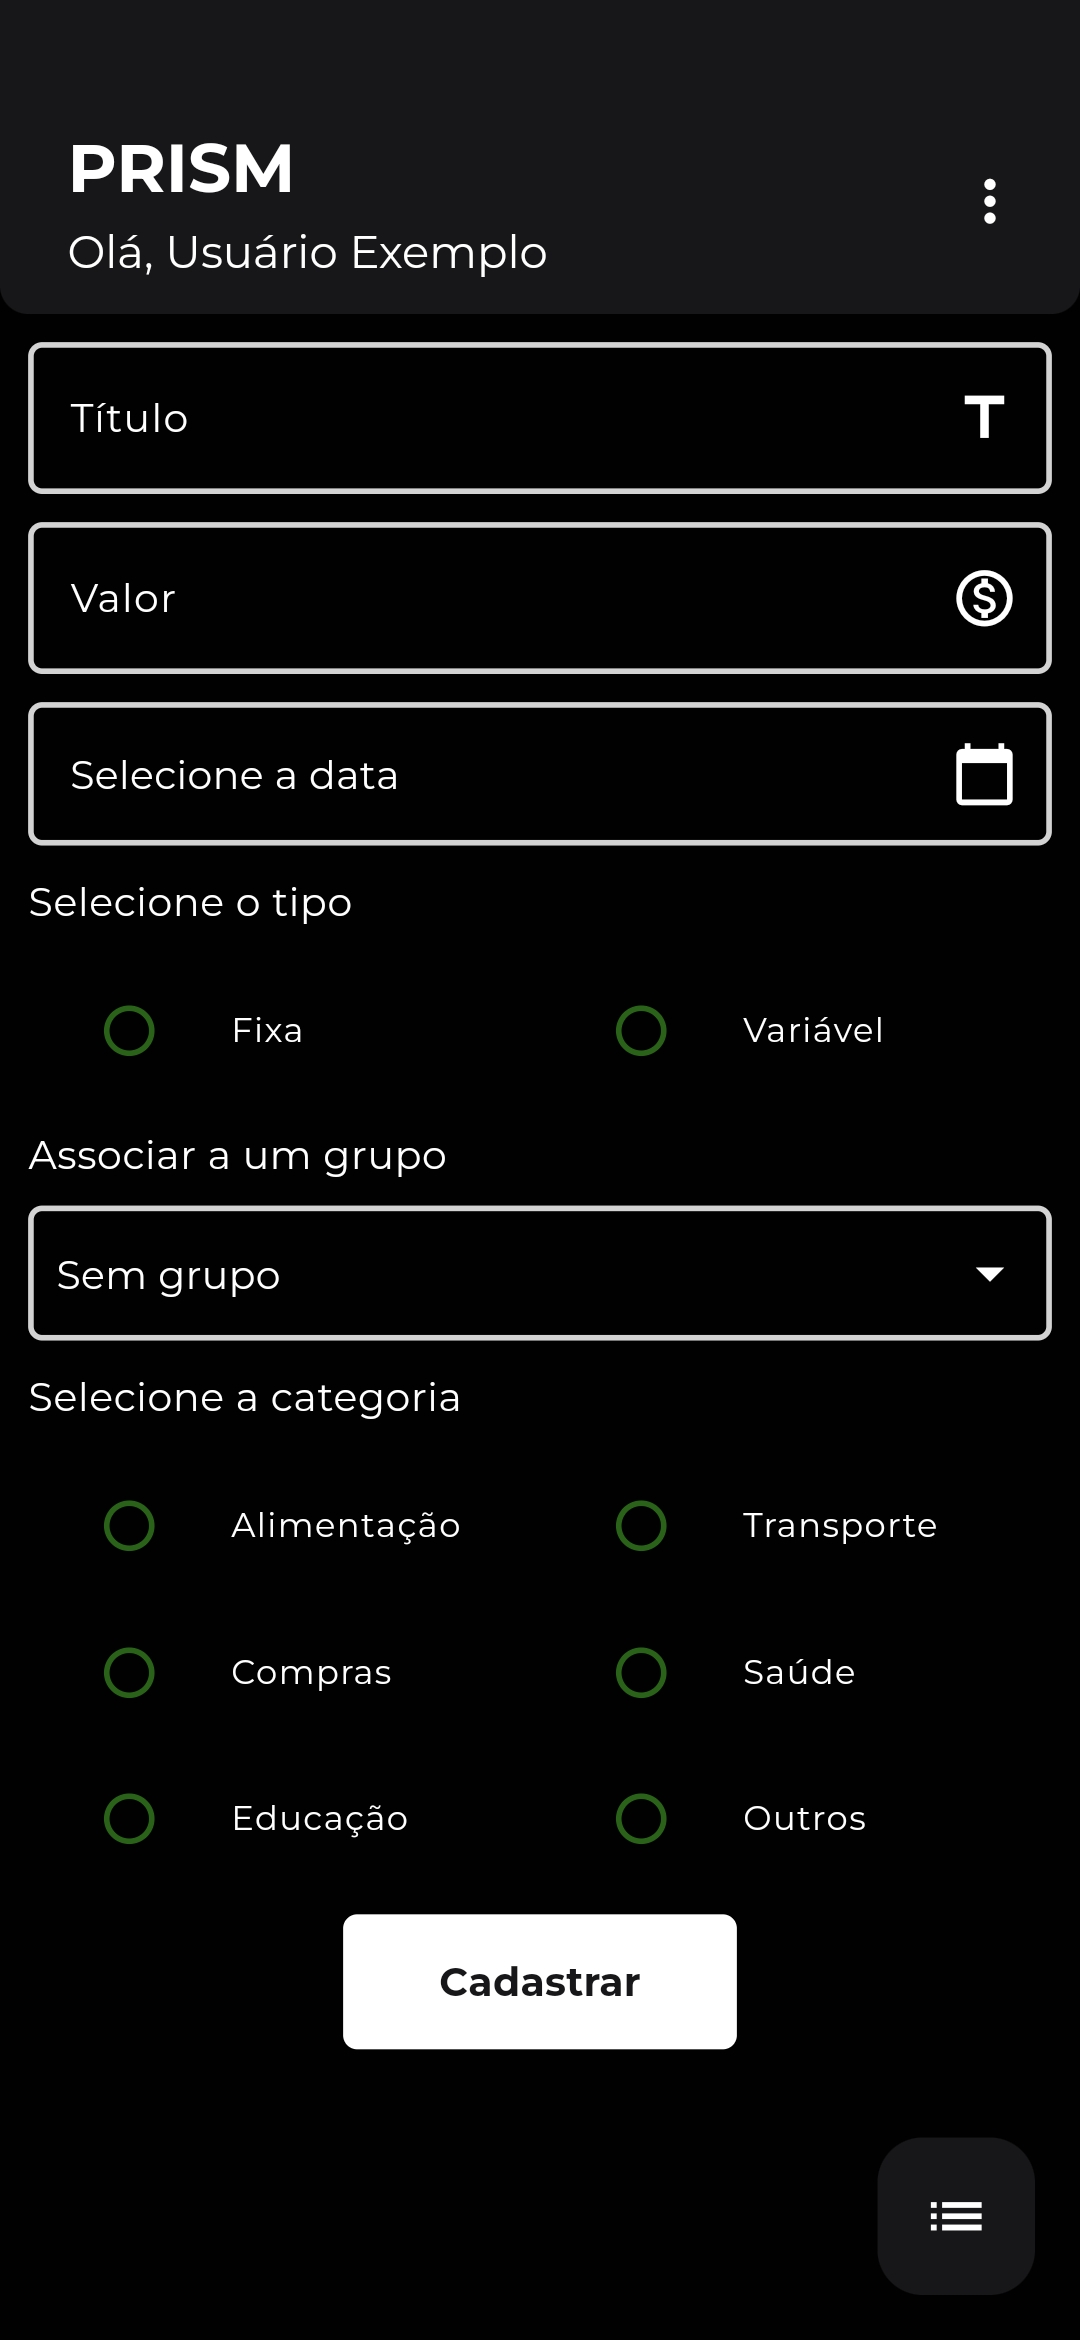 PRISM
Olá, Usuário Exemplo
Título
Valor
Selecione a data
Selecione o tipo
Fixa
Variável
Associar a um grupo
Sem grupo
Selecione a categoria
Alimentação
Transporte
Compras
Saúde
Educação
Outros
Cadastrar